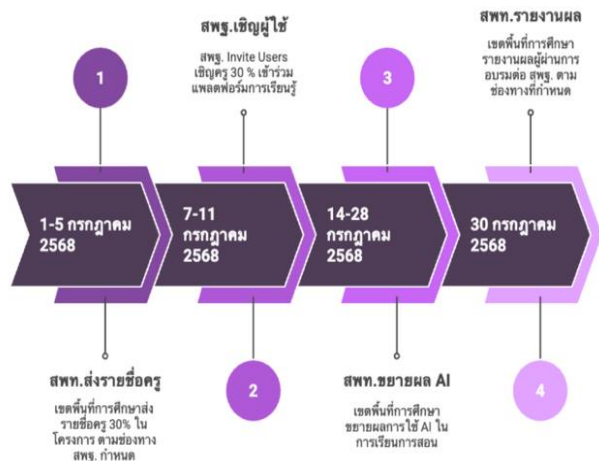 สพฐ.เชิญผู้ใช้
สพฐ. Invite Users
เชิญครู 30 % เข้าร่วม
แพลตฟอร์มการเรียนรู้
สพท.รายงานผล
เขตพื้นที่การศึกษา
รายงานผลผู้ผ่านการ
อบรมต่อ สพฐ. ตาม
ช่องทางที่กำหนด
1
3
1-5 กรกฎาคม
2568
7-11
กรกฎาคม
2568
14-28
กรกฎาคม
2568
30 กรกฎาคม
2568
สพท.ส่งรายชื่อครู
เขตพื้นที่การศึกษาส่ง
รายชื่อครู 30% ใน
โครงการ ตามช่องทาง
สพฐ. กำหนด
2
สพท.ขยายผล AI
เขตพื้นที่การศึกษา
ขยายผลการใช้ AI ใน
การเรียนการสอน
4